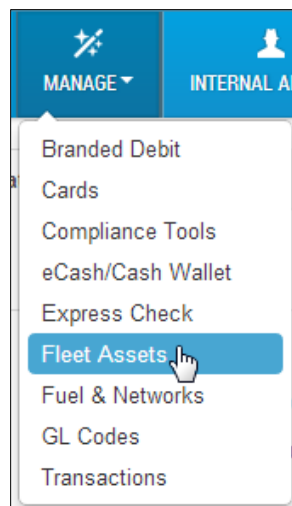 MANAGE
INTERNAL
Branded Debit
Cards
Compliance Tools
eCash/Cash Wallet
Express Check
Fleet Assets
Fuel & Networks
GL Codes
Transactions